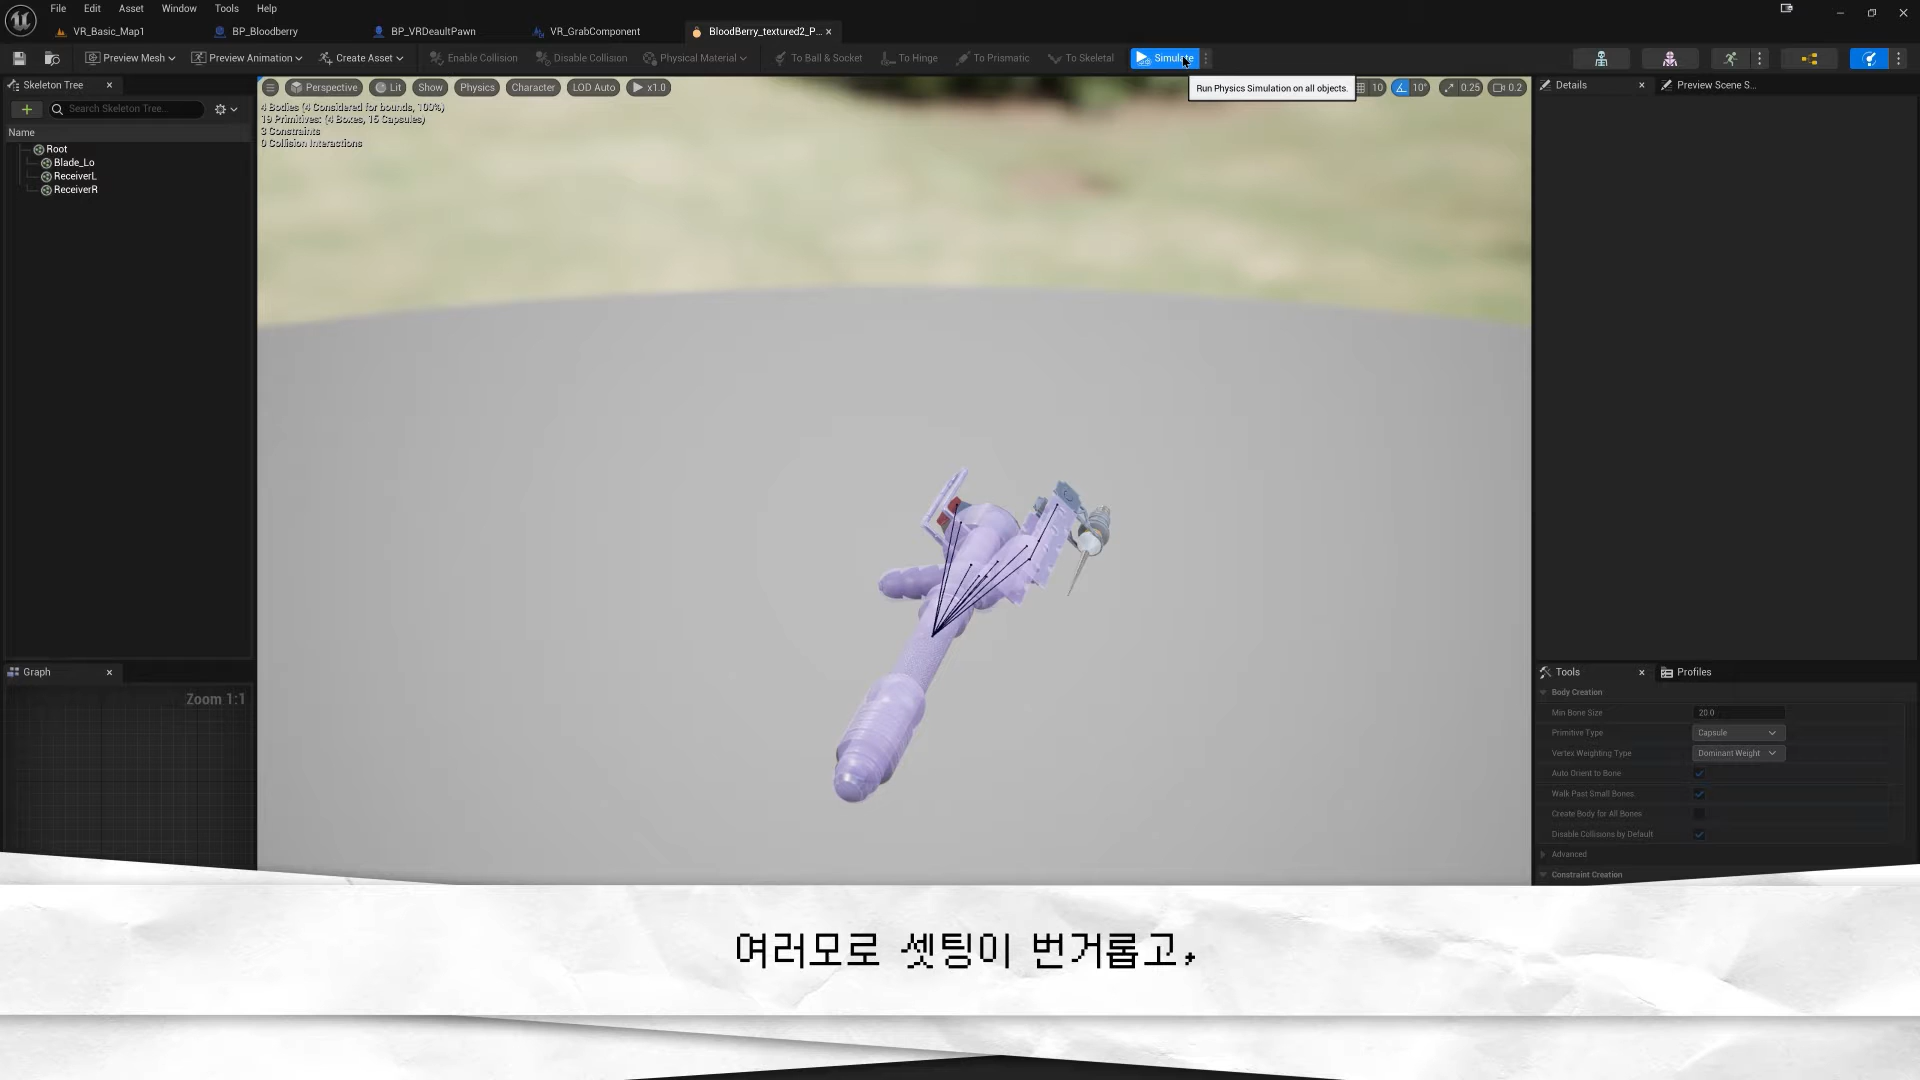 File Edit Asset Window Tools Help
VR_Basic_Map1 BP_Bloodberry BP_VRDeaultPawn VR_GrabComponent BloodBerry_textured2_P...
Preview Mesh Preview Animation Create Asset Enable Collision Disable Collision Physical Material To Ball & Socket To Hinge To Prismatic To Skeletal Simulate
Run Physics Simulation on all objects.
Skeleton Tree
Search Skeleton Tree...
Name
Root
Blade_Lo
ReceiverL
ReceiverR
Perspective Lit Show Physics Character LOD Auto x1.0 10 10° 0.25 0.2
4 Bodies (4 Considered for bounds, 100%)
19 Primitives: (4 Boxes, 15 Capsules)
3 Constraints
0 Collision Interactions
Details Preview Scene S...
Graph
Zoom 1:1
Tools Profiles
Body Creation
Min Bone Size 20.0
Primitive Type Capsule
Vertex Weighting Type Dominant Weight
Auto Orient to Bone
Walk Past Small Bones
Create Body for All Bones
Disable Collisions by Default
Advanced
Constraint Creation
여러모로 셋팅이 번거롭고,